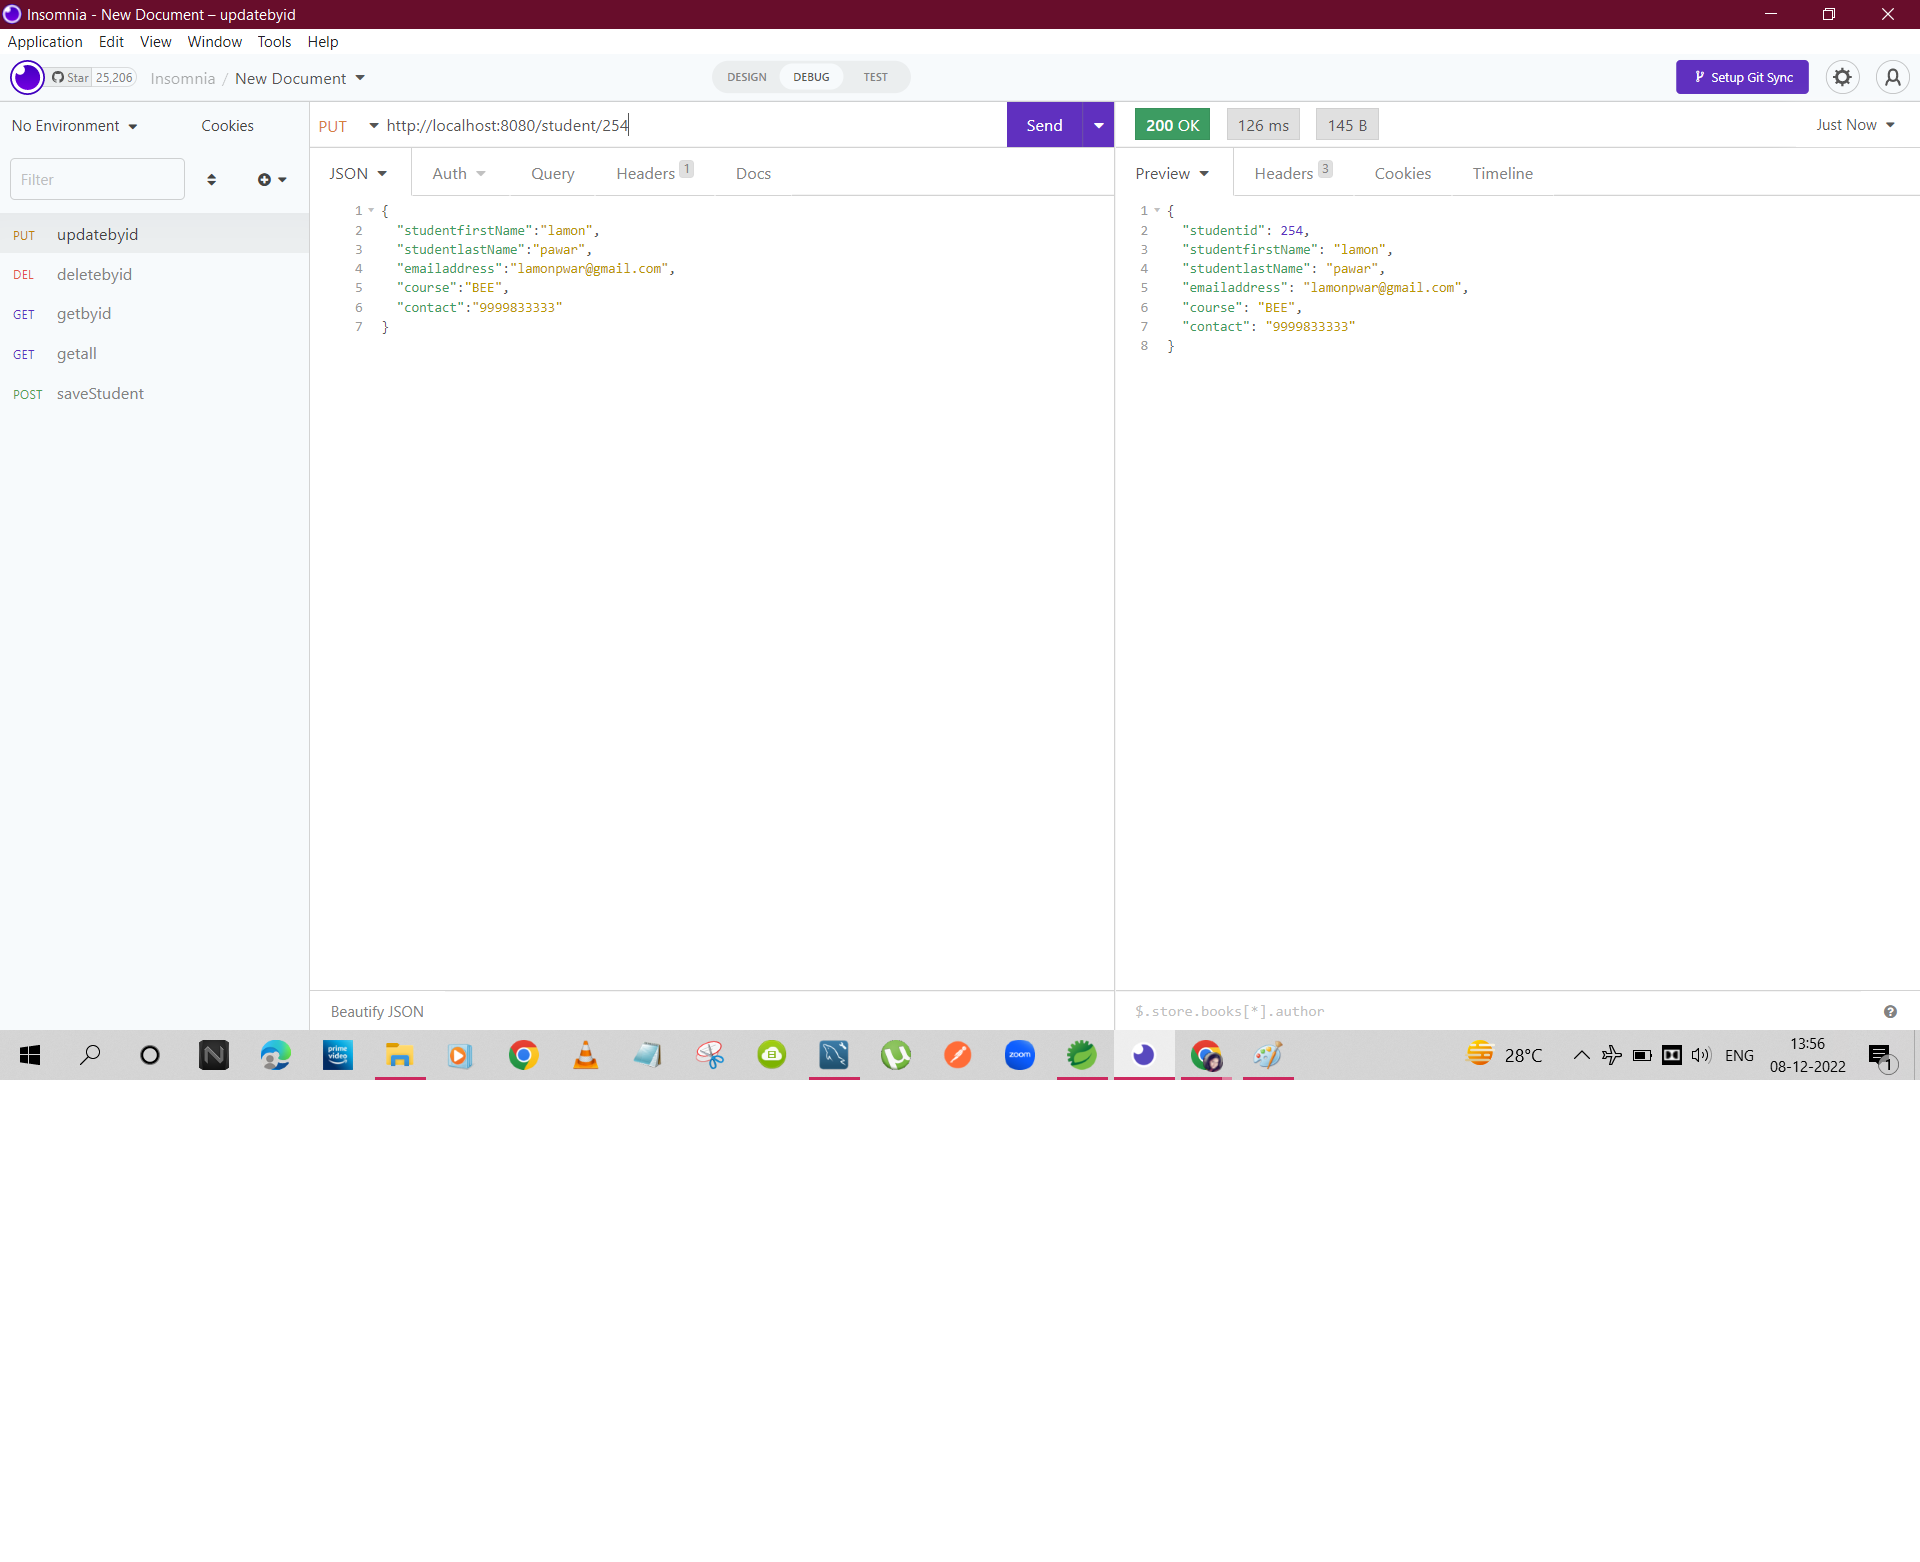 Insomnia - New Document – updatebyid
Application Edit View Window Tools Help
Star 25,206 Insomnia / New Document DESIGN DEBUG TEST Setup Git Sync
No Environment Cookies PUT http://localhost:8080/student/254 Send 200 OK 126 ms 145 B Just Now
Filter JSON Auth Query Headers 1 Docs Preview Headers 3 Cookies Timeline
PUT updatebyid
DEL deletebyid
GET getbyid
GET getall
POST saveStudent
1 {
2 "studentfirstName":"lamon",
3 "studentlastName":"pawar",
4 "emailaddress":"lamonpwar@gmail.com",
5 "course":"BEE",
6 "contact":"9999833333"
7 }
1 {
2 "studentid": 254,
3 "studentfirstName": "lamon",
4 "studentlastName": "pawar",
5 "emailaddress": "lamonpwar@gmail.com",
6 "course": "BEE",
7 "contact": "9999833333"
8 }
Beautify JSON $.store.books[*].author ?
prime video zoom 28°C ENG 13:56
08-12-2022 1